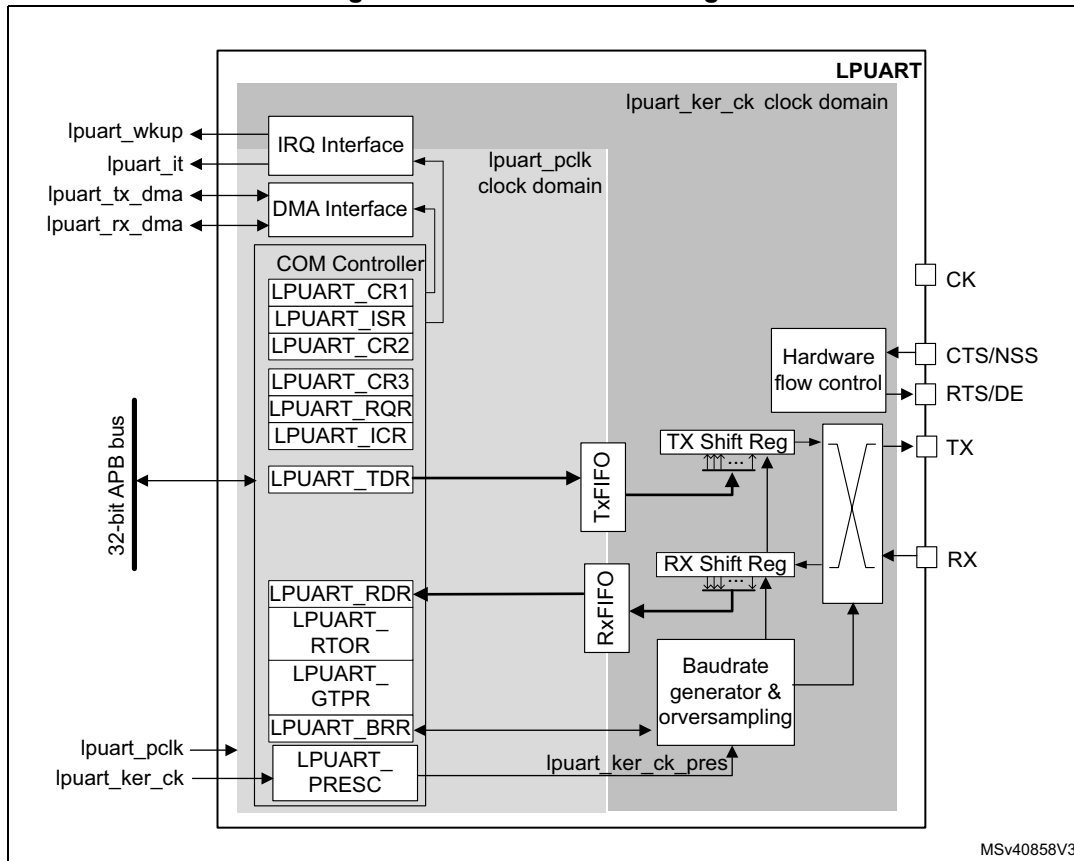 LPUART
lpuart_ker_ck clock domain
lpuart_wkup
lpuart_it
IRQ Interface
lpuart_pclk
clock domain
lpuart_tx_dma
lpuart_rx_dma
DMA Interface
COM Controller
LPUART_CR1
LPUART_ISR
LPUART_CR2
LPUART_CR3
LPUART_RQR
LPUART_ICR
LPUART_TDR
32-bit APB bus
CK
Hardware
flow control
CTS/NSS
RTS/DE
TxFIFO
TX Shift Reg
...
TX
RxFIFO
RX Shift Reg
...
RX
LPUART_RDR
LPUART_
RTOR
LPUART_
GTPR
LPUART_BRR
Baudrate
generator &
orversampling
lpuart_pclk
lpuart_ker_ck
LPUART_
PRESC
lpuart_ker_ck_pres
MSv40858V3